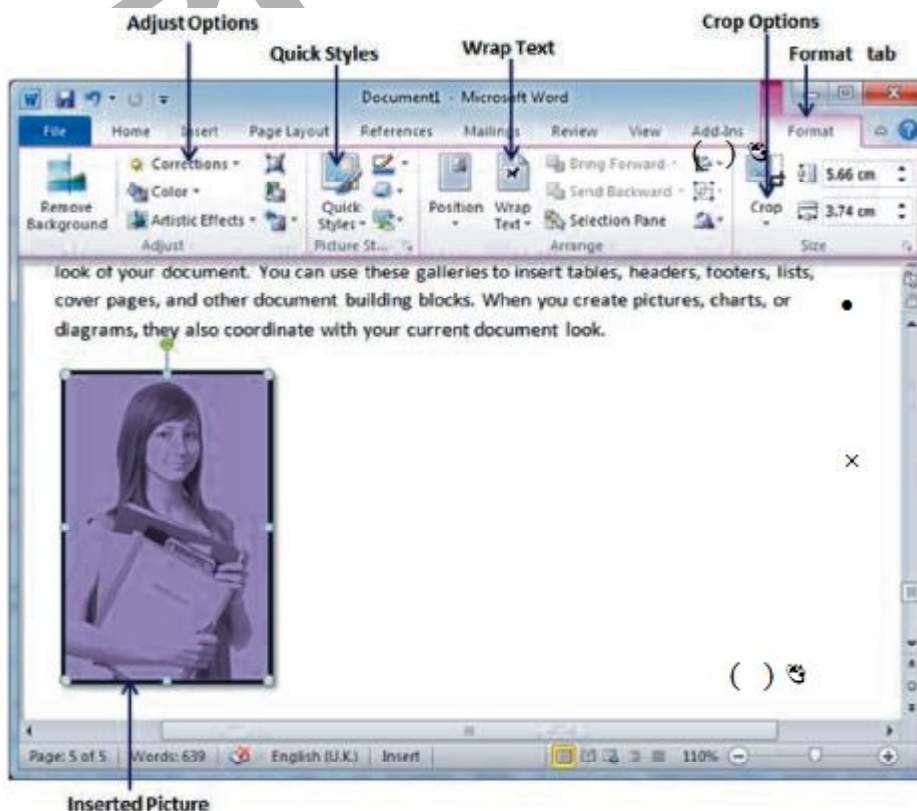 Adjust Options
Quick Styles
Wrap Text
Crop Options
Format tab
Document1 - Microsoft Word
File Home Insert Page Layout References Mailings Review View Add-Ins Format
Corrections
Color
Artistic Effects
Remove
Background
Adjust
Quick
Styles
Picture St...
Position
Wrap
Text
Bring Forward
Send Backward
Selection Pane
Arrange
( )
Crop
5.66 cm
3.74 cm
Size
look of your document. You can use these galleries to insert tables, headers, footers, lists,
cover pages, and other document building blocks. When you create pictures, charts, or
diagrams, they also coordinate with your current document look.
•
×
( )
Page: 5 of 5 Words: 639 English (U.K.) Insert 110%
Inserted Picture